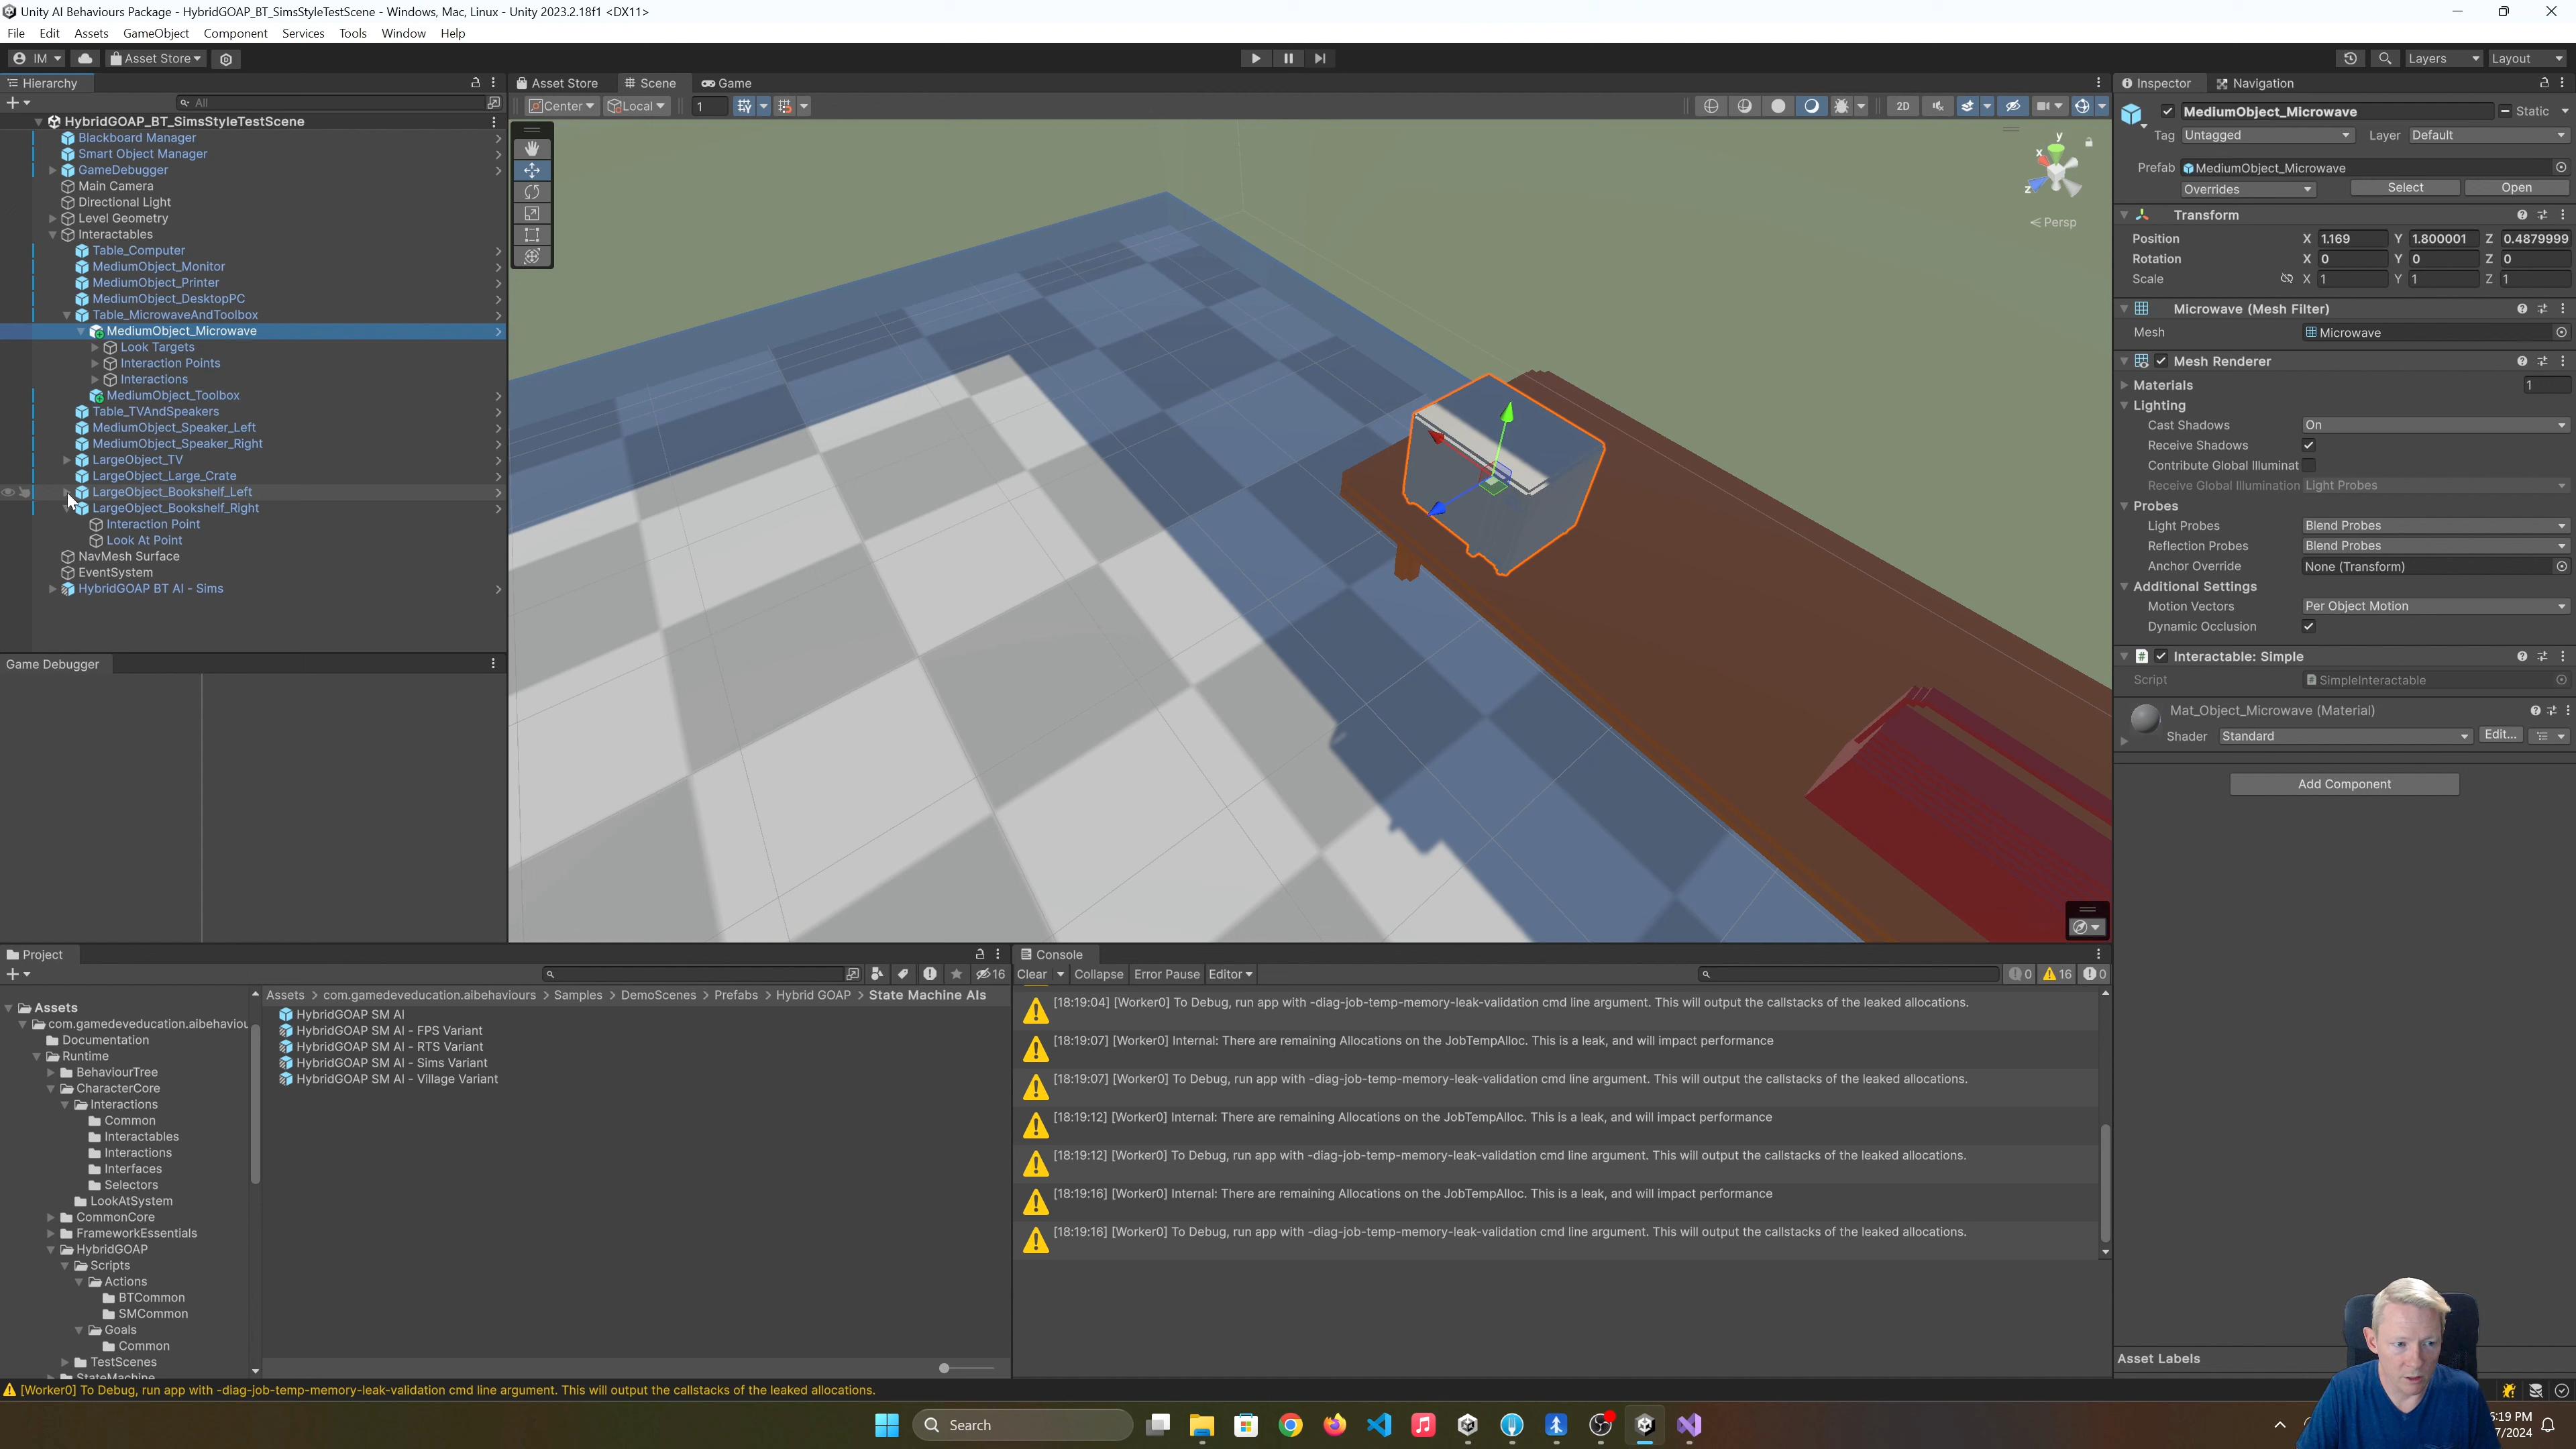 Unity AI Behaviours Package - HybridGOAP_BT_SimsStyleTestScene - Windows, Mac, Linux - Unity 2023.2.18f1 <DX11>
File Edit Assets GameObject Component Services Tools Window Help
IM Asset Store Layers Layout
Hierarchy
All
HybridGOAP_BT_SimsStyleTestScene
Blackboard Manager
Smart Object Manager
GameDebugger
Main Camera
Directional Light
Level Geometry
Interactables
Table_Computer
MediumObject_Monitor
MediumObject_Printer
MediumObject_DesktopPC
Table_MicrowaveAndToolbox
MediumObject_Microwave
Look Targets
Interaction Points
Interactions
MediumObject_Toolbox
Table_TVAndSpeakers
MediumObject_Speaker_Left
MediumObject_Speaker_Right
LargeObject_TV
LargeObject_Large_Crate
LargeObject_Bookshelf_Left
LargeObject_Bookshelf_Right
Interaction Point
Look At Point
NavMesh Surface
EventSystem
HybridGOAP BT AI - Sims
Game Debugger
Asset Store Scene Game
Center Local 1 2D
y
x
z
Persp
Inspector Navigation
MediumObject_Microwave Static
Tag Untagged Layer Default
Prefab MediumObject_Microwave
Overrides Select Open
Transform
Position X 1.169 Y 1.800001 Z 0.4879999
Rotation X 0 Y 0 Z 0
Scale X 1 Y 1 Z 1
Microwave (Mesh Filter)
Mesh Microwave
Mesh Renderer
Materials 1
Lighting
Cast Shadows On
Receive Shadows
Contribute Global Illuminat
Receive Global Illumination Light Probes
Probes
Light Probes Blend Probes
Reflection Probes Blend Probes
Anchor Override None (Transform)
Additional Settings
Motion Vectors Per Object Motion
Dynamic Occlusion
Interactable: Simple
Script SimpleInteractable
Mat_Object_Microwave (Material)
Shader Standard Edit...
Add Component
Asset Labels
Project
16
Assets
com.gamedeveducation.aibehaviou
Documentation
Runtime
BehaviourTree
CharacterCore
Interactions
Common
Interactables
Interactions
Interfaces
Selectors
LookAtSystem
CommonCore
FrameworkEssentials
HybridGOAP
Scripts
Actions
BTCommon
SMCommon
Goals
Common
TestScenes
StateMachine
Assets > com.gamedeveducation.aibehaviours > Samples > DemoScenes > Prefabs > Hybrid GOAP > State Machine AIs
HybridGOAP SM AI
HybridGOAP SM AI - FPS Variant
HybridGOAP SM AI - RTS Variant
HybridGOAP SM AI - Sims Variant
HybridGOAP SM AI - Village Variant
Console
Clear Collapse Error Pause Editor 0 16 0
[18:19:04] [Worker0] To Debug, run app with -diag-job-temp-memory-leak-validation cmd line argument. This will output the callstacks of the leaked allocations.
[18:19:07] [Worker0] Internal: There are remaining Allocations on the JobTempAlloc. This is a leak, and will impact performance
[18:19:07] [Worker0] To Debug, run app with -diag-job-temp-memory-leak-validation cmd line argument. This will output the callstacks of the leaked allocations.
[18:19:12] [Worker0] Internal: There are remaining Allocations on the JobTempAlloc. This is a leak, and will impact performance
[18:19:12] [Worker0] To Debug, run app with -diag-job-temp-memory-leak-validation cmd line argument. This will output the callstacks of the leaked allocations.
[18:19:16] [Worker0] Internal: There are remaining Allocations on the JobTempAlloc. This is a leak, and will impact performance
[18:19:16] [Worker0] To Debug, run app with -diag-job-temp-memory-leak-validation cmd line argument. This will output the callstacks of the leaked allocations.
[Worker0] To Debug, run app with -diag-job-temp-memory-leak-validation cmd line argument. This will output the callstacks of the leaked allocations.
Search
:19 PM
7/2024